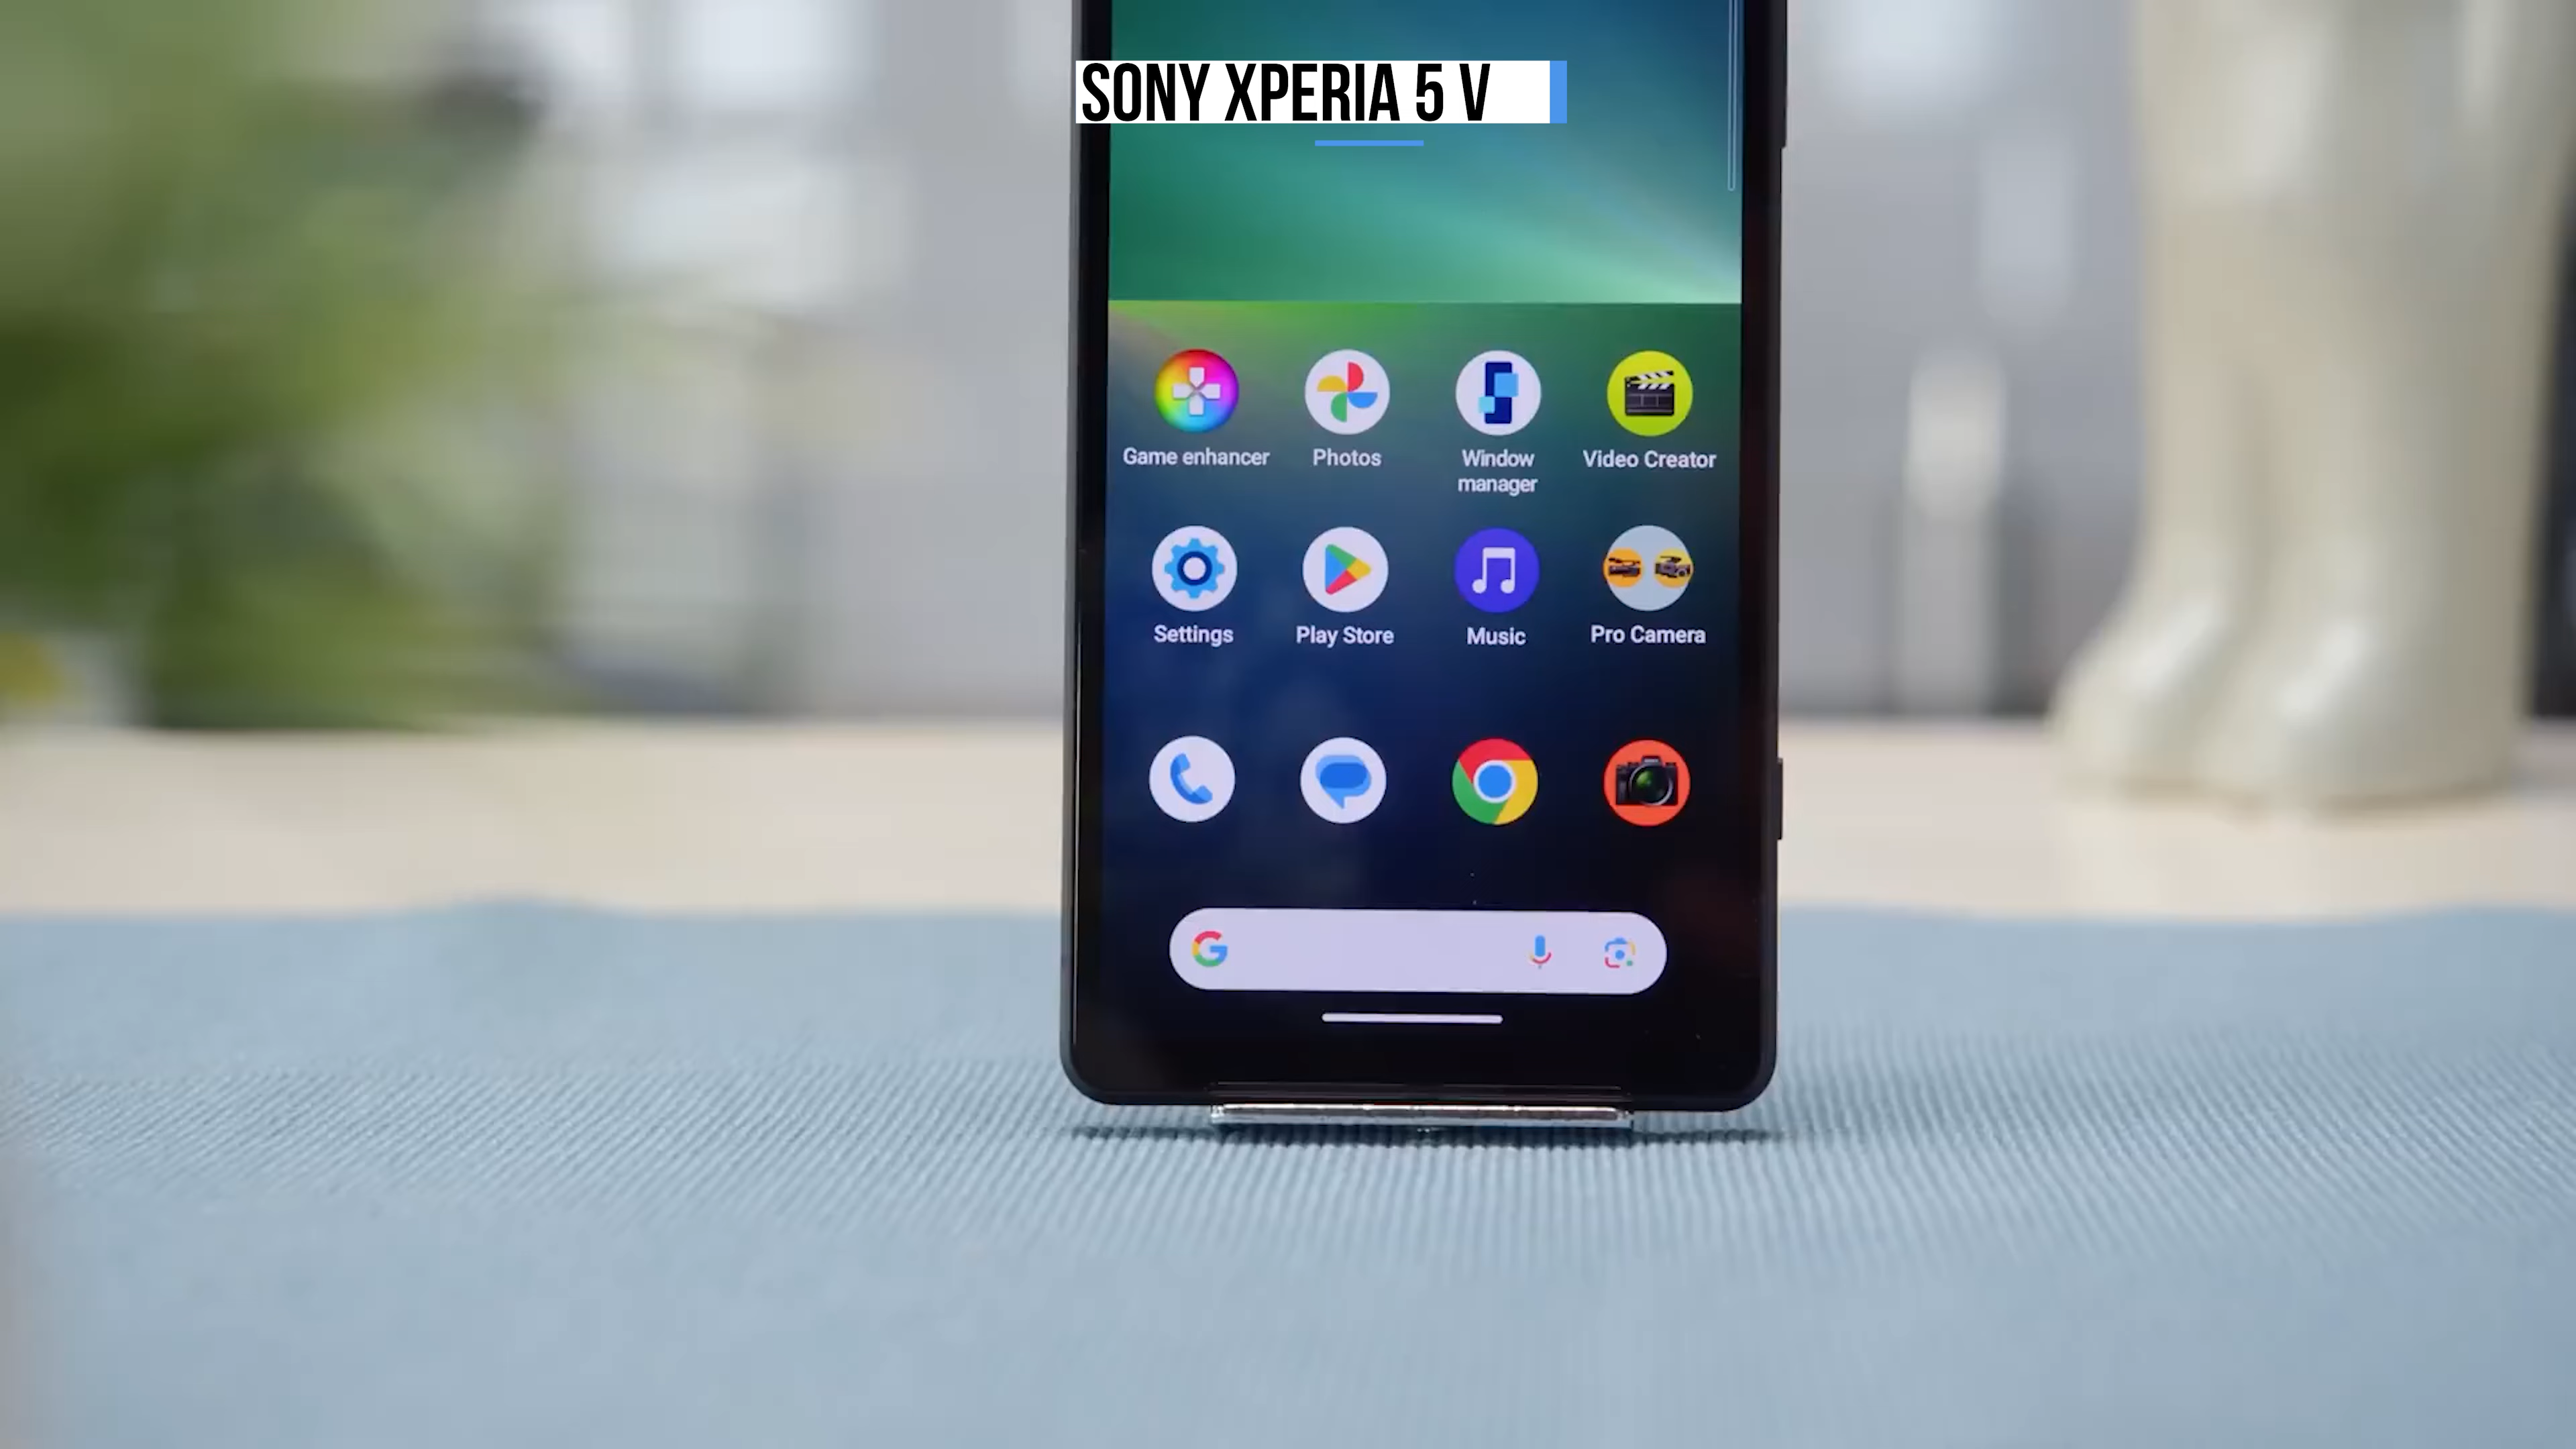 SONY XPERIA 5 V
Game enhancer
Photos
Window
manager
Video Creator
Settings
Play Store
Music
Pro Camera
G